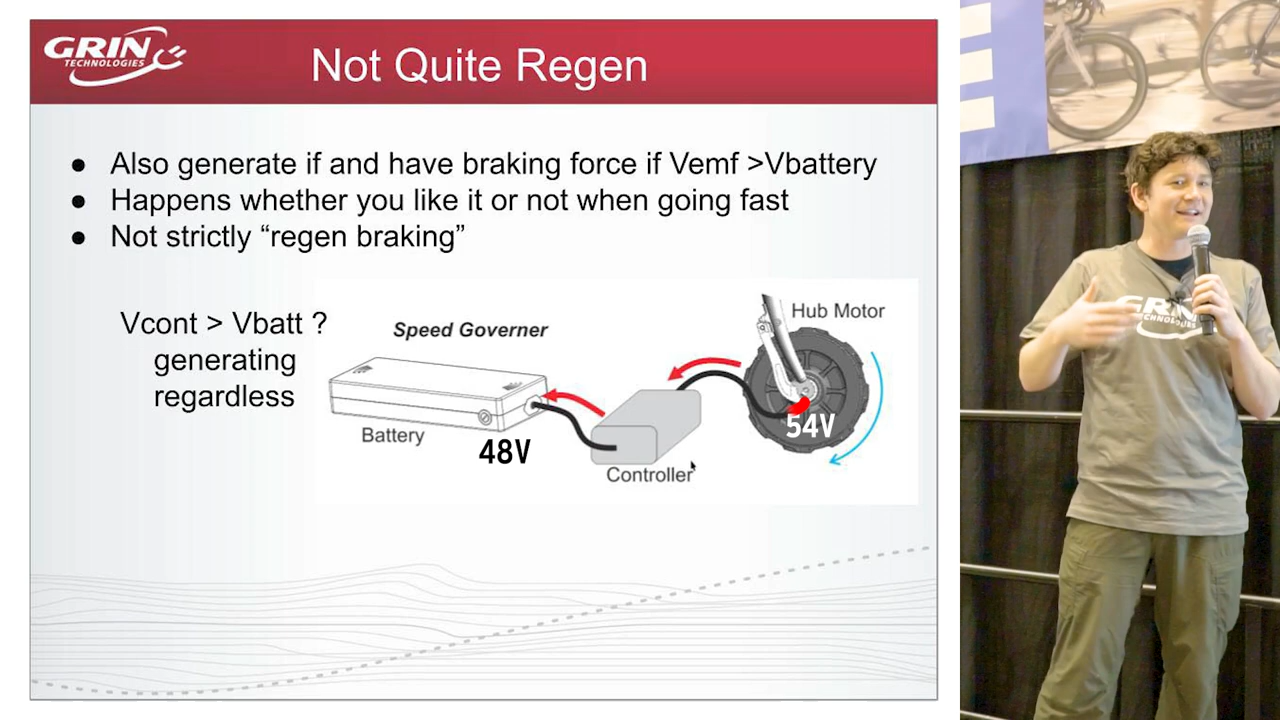 GRIN
TECHNOLOGIES
Not Quite Regen
● Also generate if and have braking force if Vemf >Vbattery
● Happens whether you like it or not when going fast
● Not strictly “regen braking”
Vcont > Vbatt ?
generating
regardless
Speed Governer
Hub Motor
Battery
48V
54V
Controller
GRIN
TECHNOLOGIES